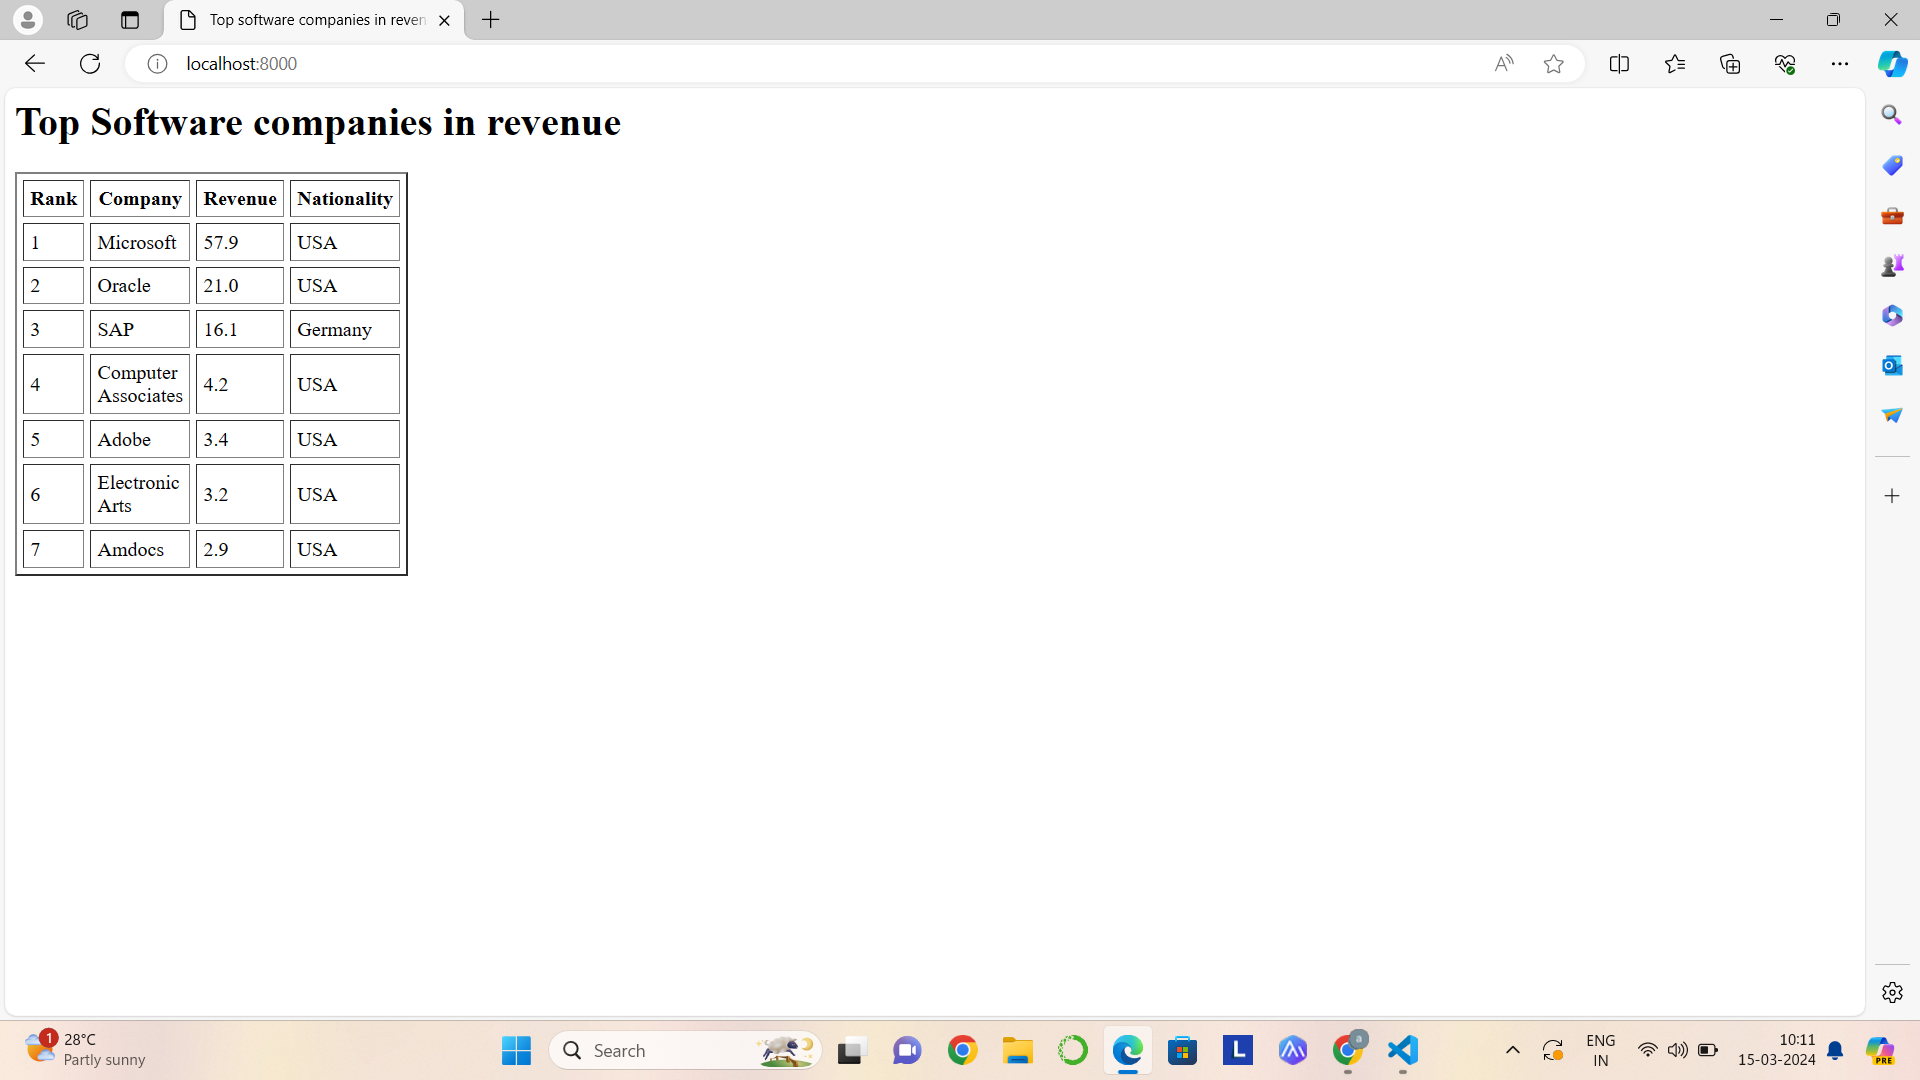 Top software companies in reven
localhost:8000
Top Software companies in revenue
Rank Company Revenue Nationality
1 Microsoft 57.9 USA
2 Oracle 21.0 USA
3 SAP 16.1 Germany
4 Computer Associates 4.2 USA
5 Adobe 3.4 USA
6 Electronic Arts 3.2 USA
7 Amdocs 2.9 USA
1 28°C
Partly sunny
Search
L
a
ENG
IN
10:11
15-03-2024
PRE